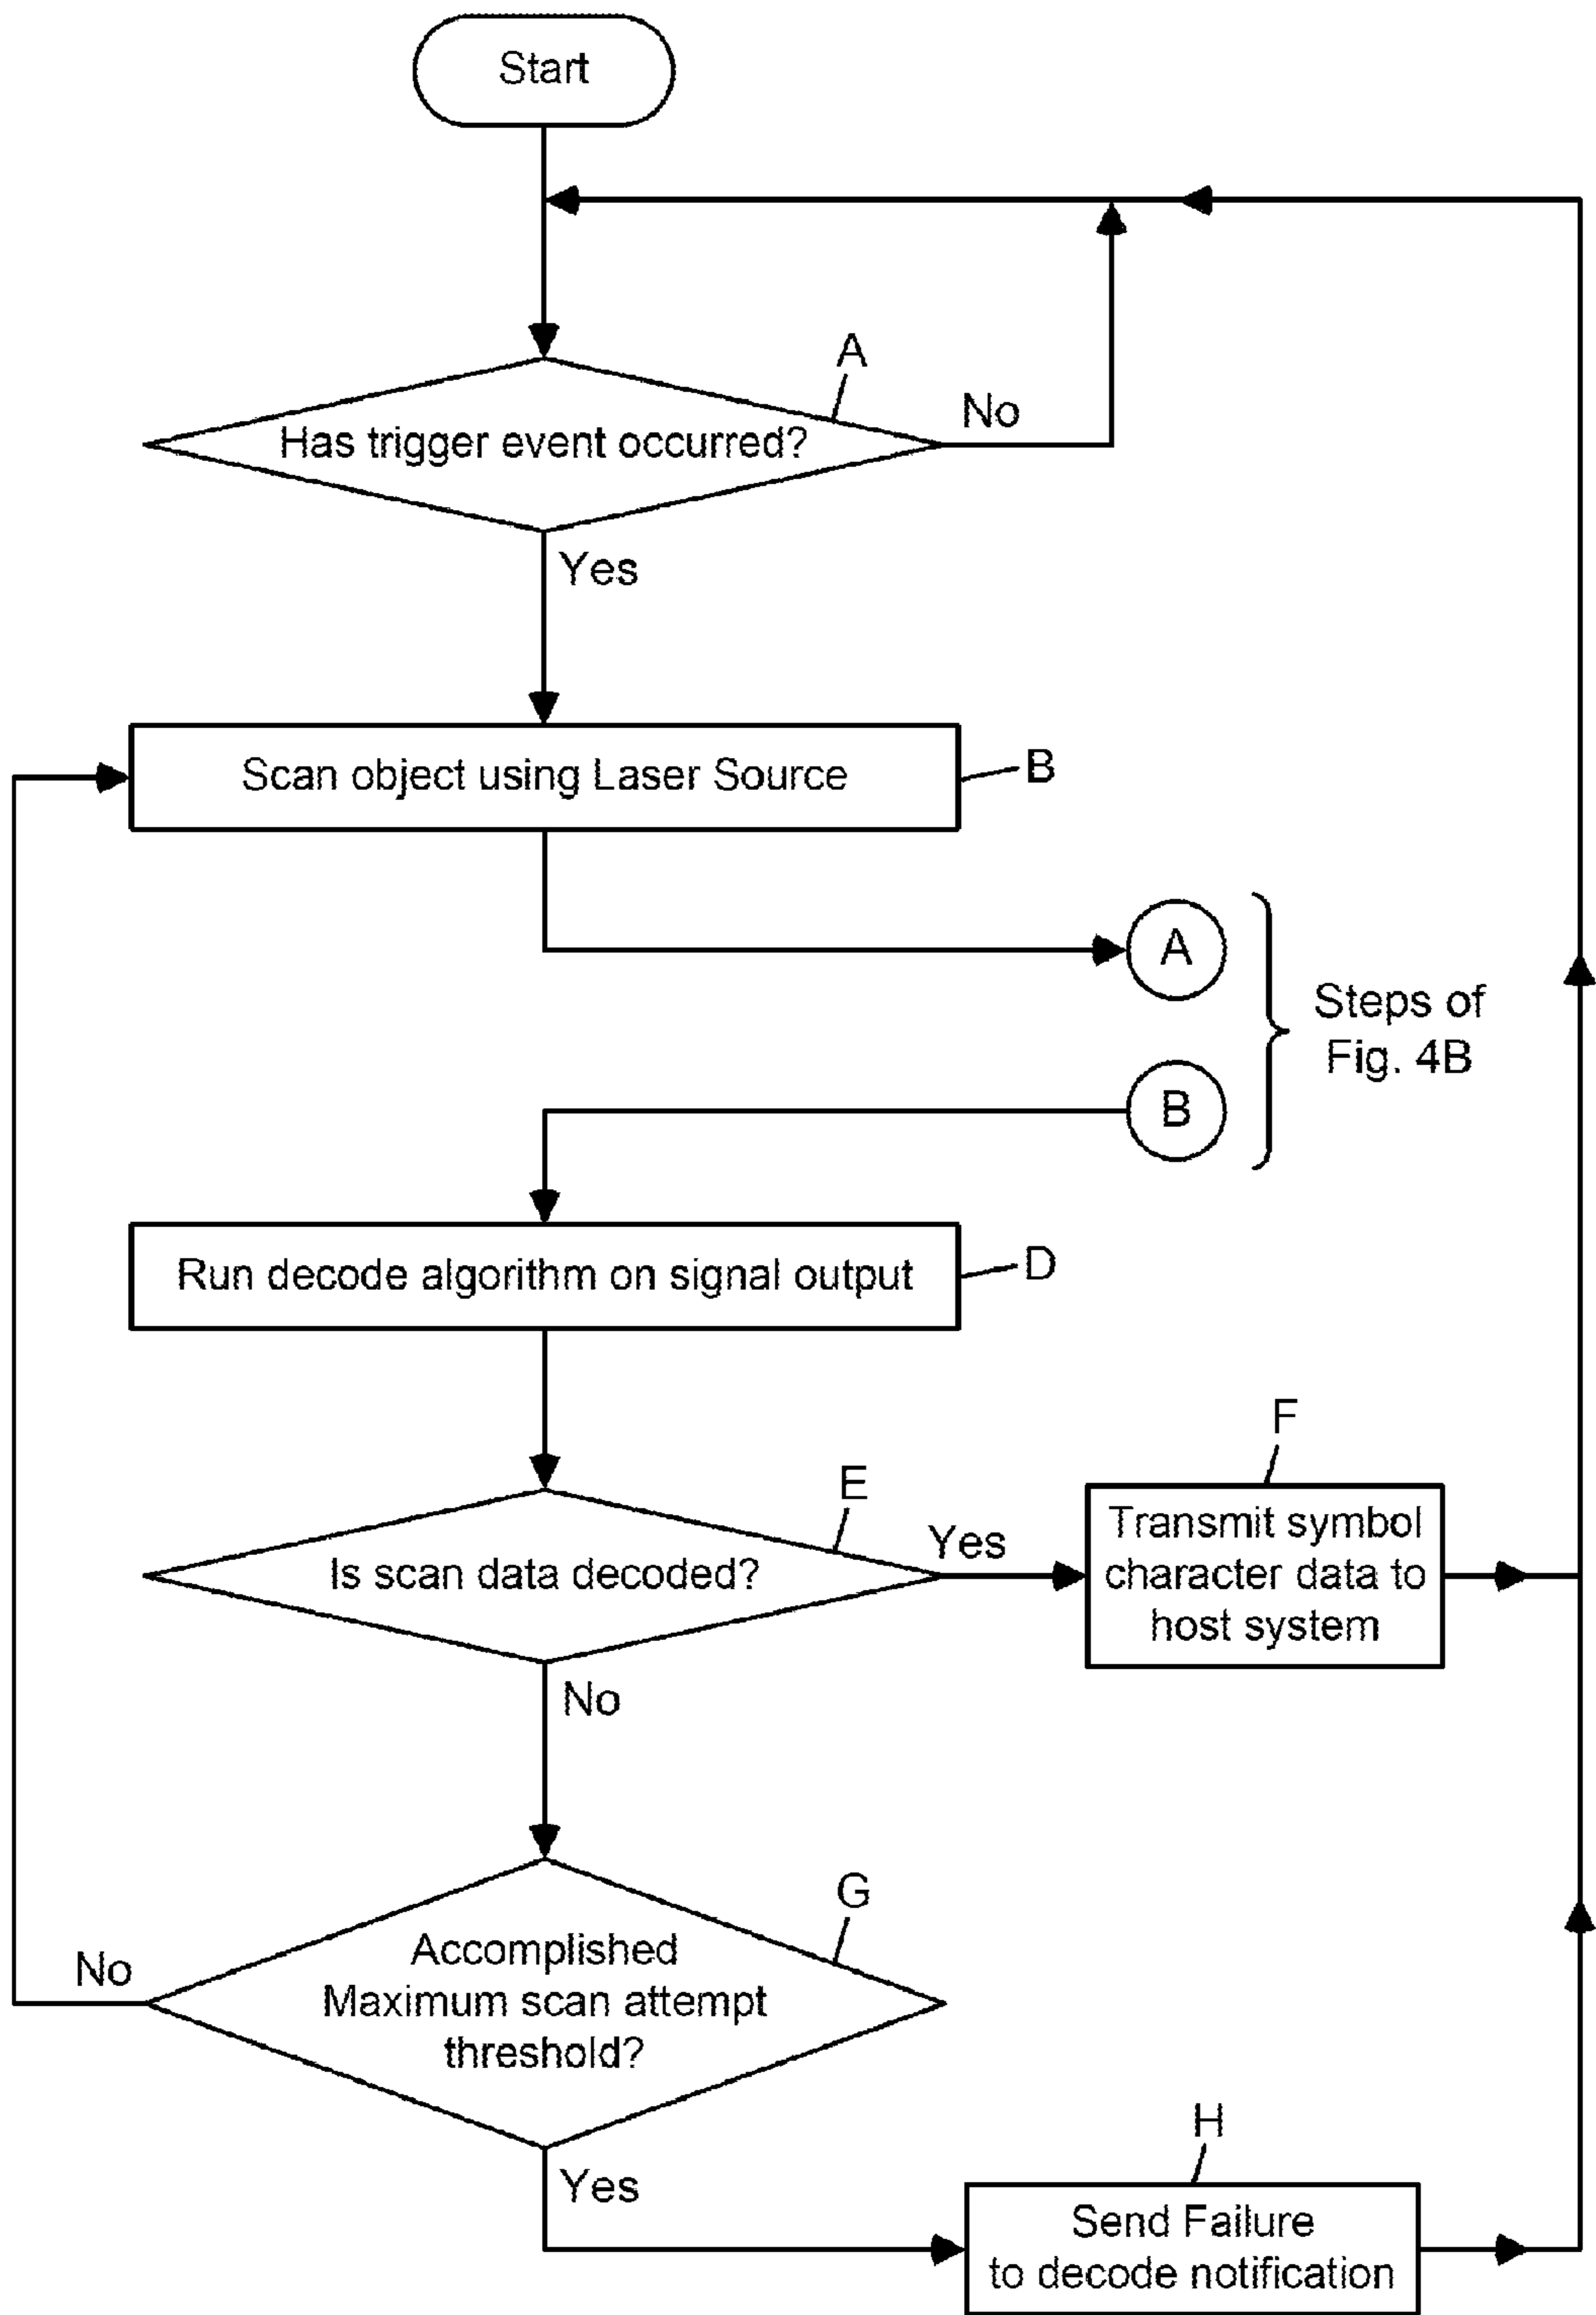 Start
A
Has trigger event occurred?
No
Yes
Scan object using Laser Source
B
A
Steps of
Fig. 4B
B
Run decode algorithm on signal output
D
E
Is scan data decoded?
Yes
F
Transmit symbol
character data to
host system
No
G
Accomplished
Maximum scan attempt
threshold?
No
Yes
H
Send Failure
to decode notification